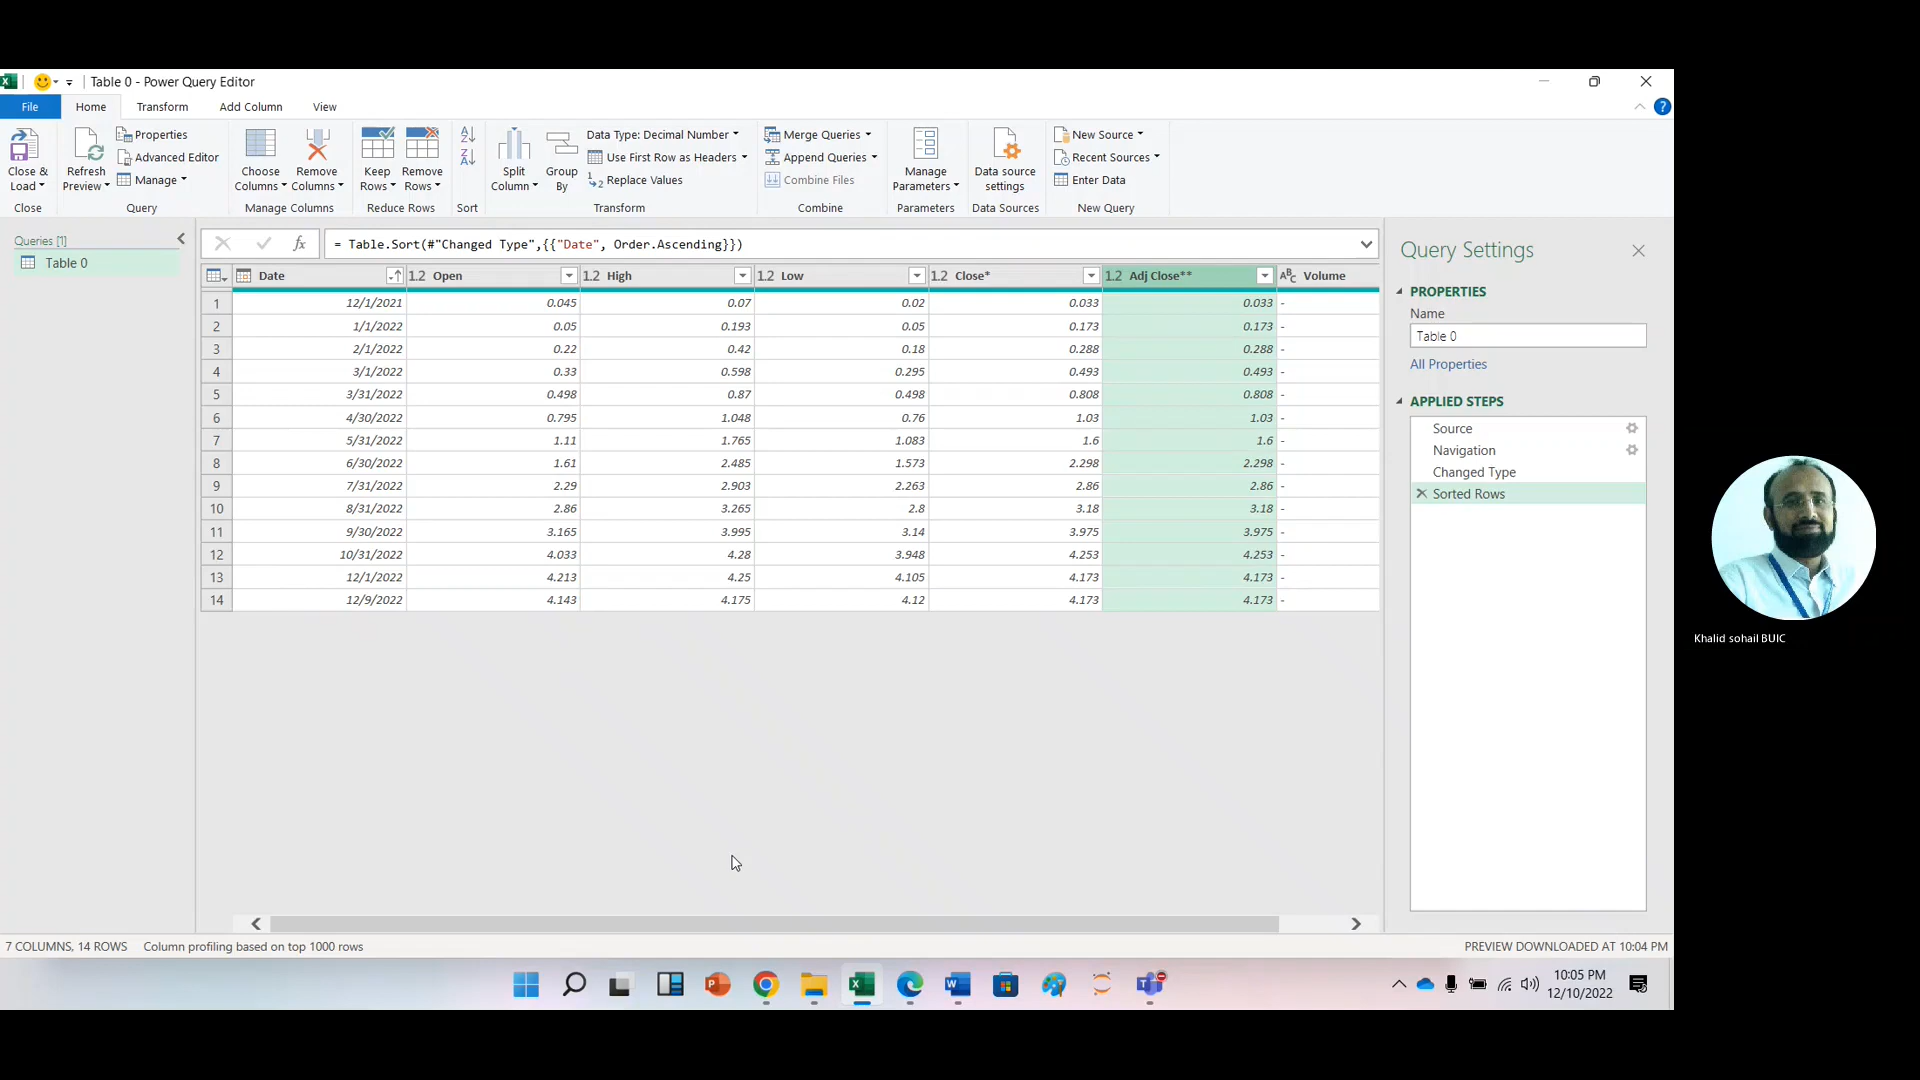 Table 0 - Power Query Editor
File Home Transform Add Column View
Close & Load
Refresh Preview
Properties
Advanced Editor
Manage
Choose Columns
Remove Columns
Keep Rows
Remove Rows
Split Column
Group By
Data Type: Decimal Number
Use First Row as Headers
Replace Values
Merge Queries
Append Queries
Combine Files
Manage Parameters
Data source settings
New Source
Recent Sources
Enter Data
Close Query Manage Columns Reduce Rows Sort Transform Combine Parameters Data Sources New Query
Queries [1]
Table 0
= Table.Sort(#"Changed Type",{{"Date", Order.Ascending}})
Date 1.2 Open 1.2 High 1.2 Low 1.2 Close* 1.2 Adj Close** ABC Volume
1 12/1/2021 0.045 0.07 0.02 0.033 0.033 -
2 1/1/2022 0.05 0.193 0.05 0.173 0.173 -
3 2/1/2022 0.22 0.42 0.18 0.288 0.288 -
4 3/1/2022 0.33 0.598 0.295 0.493 0.493 -
5 3/31/2022 0.498 0.87 0.498 0.808 0.808 -
6 4/30/2022 0.795 1.048 0.76 1.03 1.03 -
7 5/31/2022 1.11 1.765 1.083 1.6 1.6 -
8 6/30/2022 1.61 2.485 1.573 2.298 2.298 -
9 7/31/2022 2.29 2.903 2.263 2.86 2.86 -
10 8/31/2022 2.86 3.265 2.8 3.18 3.18 -
11 9/30/2022 3.165 3.995 3.14 3.975 3.975 -
12 10/31/2022 4.033 4.28 3.948 4.253 4.253 -
13 12/1/2022 4.213 4.25 4.105 4.173 4.173 -
14 12/9/2022 4.143 4.175 4.12 4.173 4.173 -
Query Settings
PROPERTIES
Name
Table 0
All Properties
APPLIED STEPS
Source
Navigation
Changed Type
Sorted Rows
Khalid sohail BUIC
7 COLUMNS, 14 ROWS Column profiling based on top 1000 rows
PREVIEW DOWNLOADED AT 10:04 PM
10:05 PM
12/10/2022